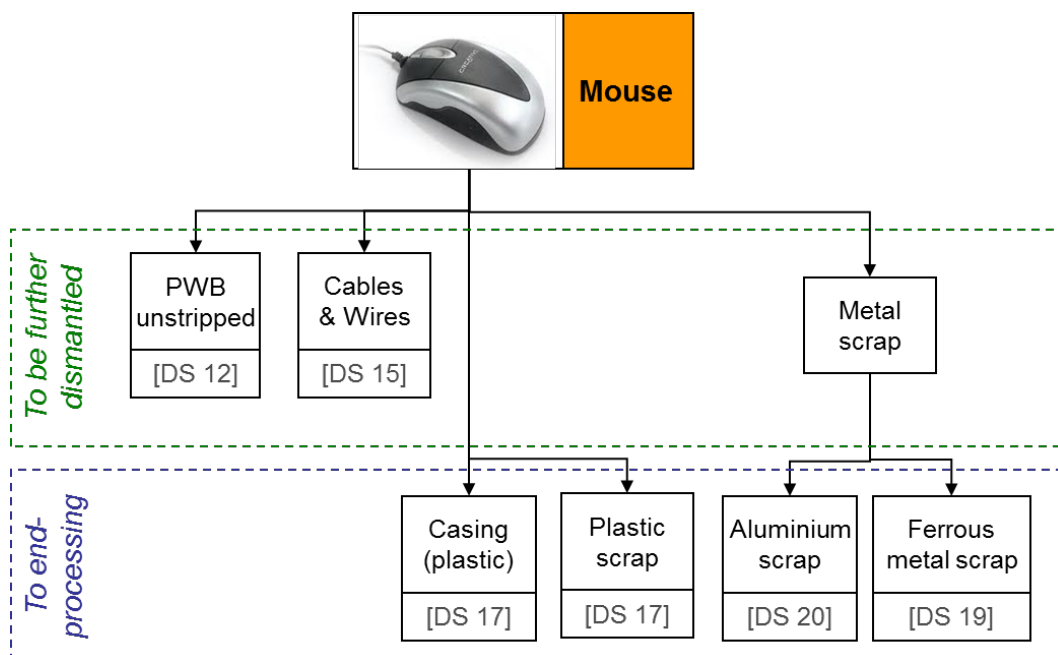 CREATIVE
Mouse
To be further
dismantled
PWB
unstripped
[DS 12]
Cables
& Wires
[DS 15]
Metal
scrap
To end-
processing
Casing
(plastic)
[DS 17]
Plastic
scrap
[DS 17]
Aluminium
scrap
[DS 20]
Ferrous
metal scrap
[DS 19]